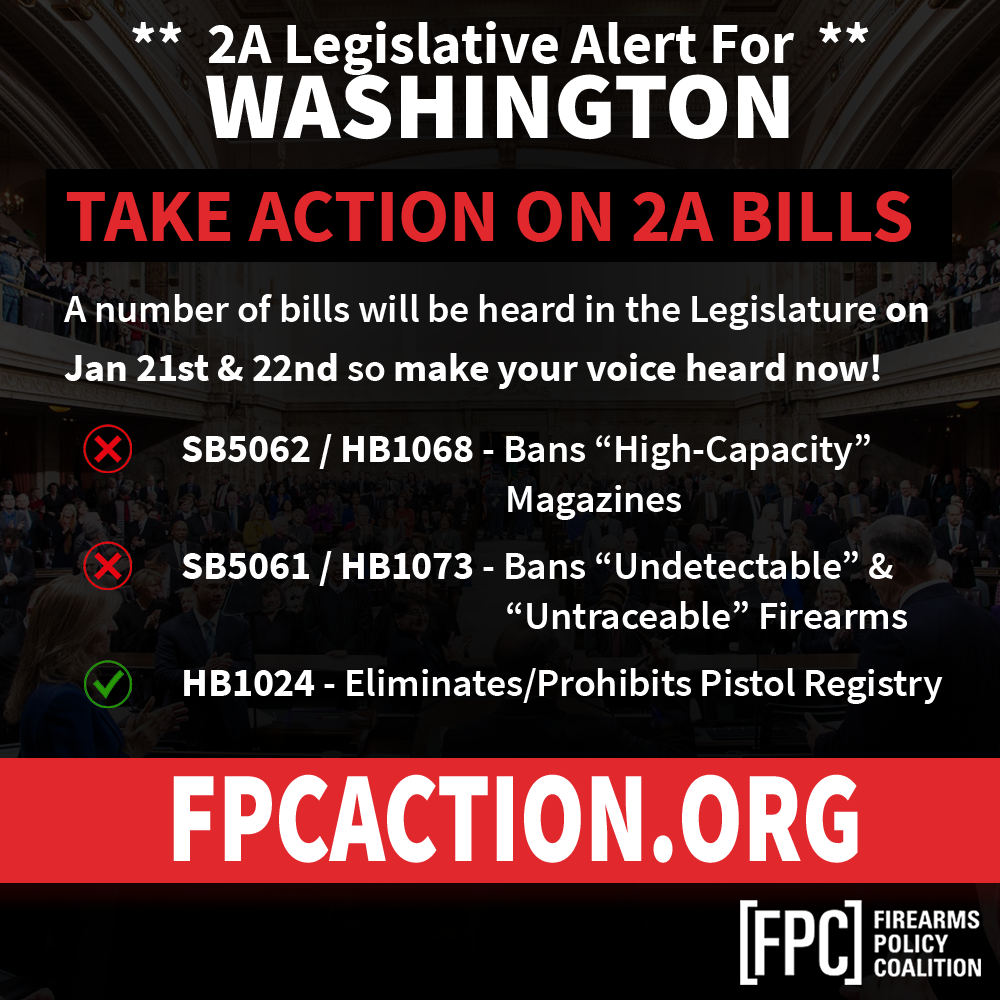 ** 2A Legislative Alert For **
WASHINGTON
TAKE ACTION ON 2A BILLS
A number of bills will be heard in the Legislature on
Jan 21st & 22nd so make your voice heard now!
SB5062 / HB1068 - Bans “High-Capacity”
Magazines
SB5061 / HB1073 - Bans “Undetectable” &
“Untraceable” Firearms
HB1024 - Eliminates/Prohibits Pistol Registry
FPCACTION.ORG
[FPC]
FIREARMS
POLICY
COALITION